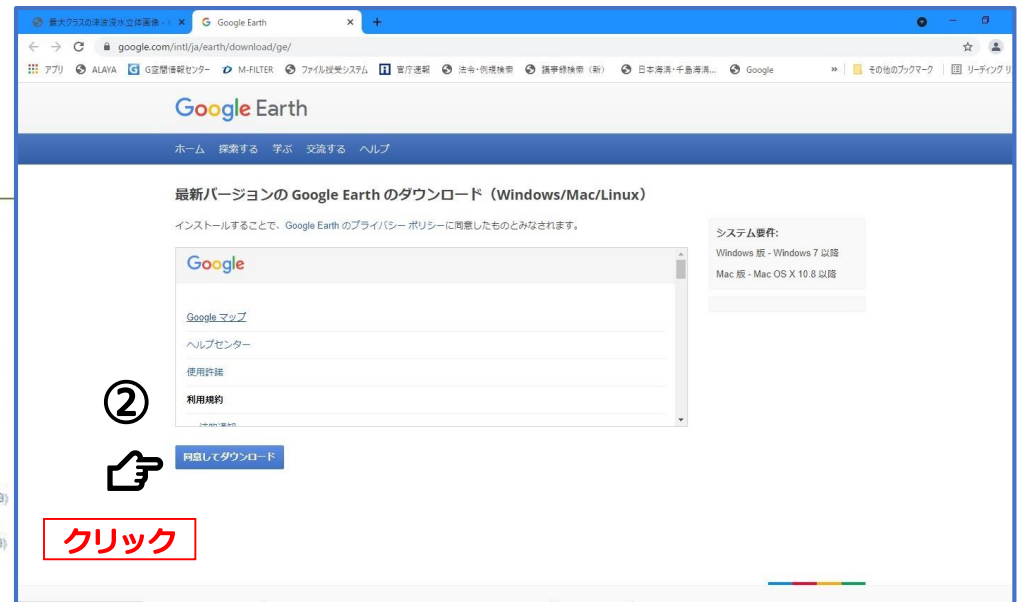 最大クラスの津波浸水立体画像 -
Google Earth
google.com/intl/ja/earth/download/ge/
アプリ ALAYA G空間情報センター M-FILTER ファイル授受システム 官庁速報 法令・例規検索 議事録検索（新） 日本海溝・千島海溝... Google » その他のブックマーク リーディング リ
Google Earth
ホーム 探索する 学ぶ 交流する ヘルプ
最新バージョンの Google Earth のダウンロード（Windows/Mac/Linux）
インストールすることで、Google Earth のプライバシー ポリシーに同意したものとみなされます。
システム要件:
Windows 版 - Windows 7 以降
Mac 版 - Mac OS X 10.8 以降
Google
Google マップ
ヘルプセンター
使用許諾
利用規約
②
同意してダウンロード
クリック